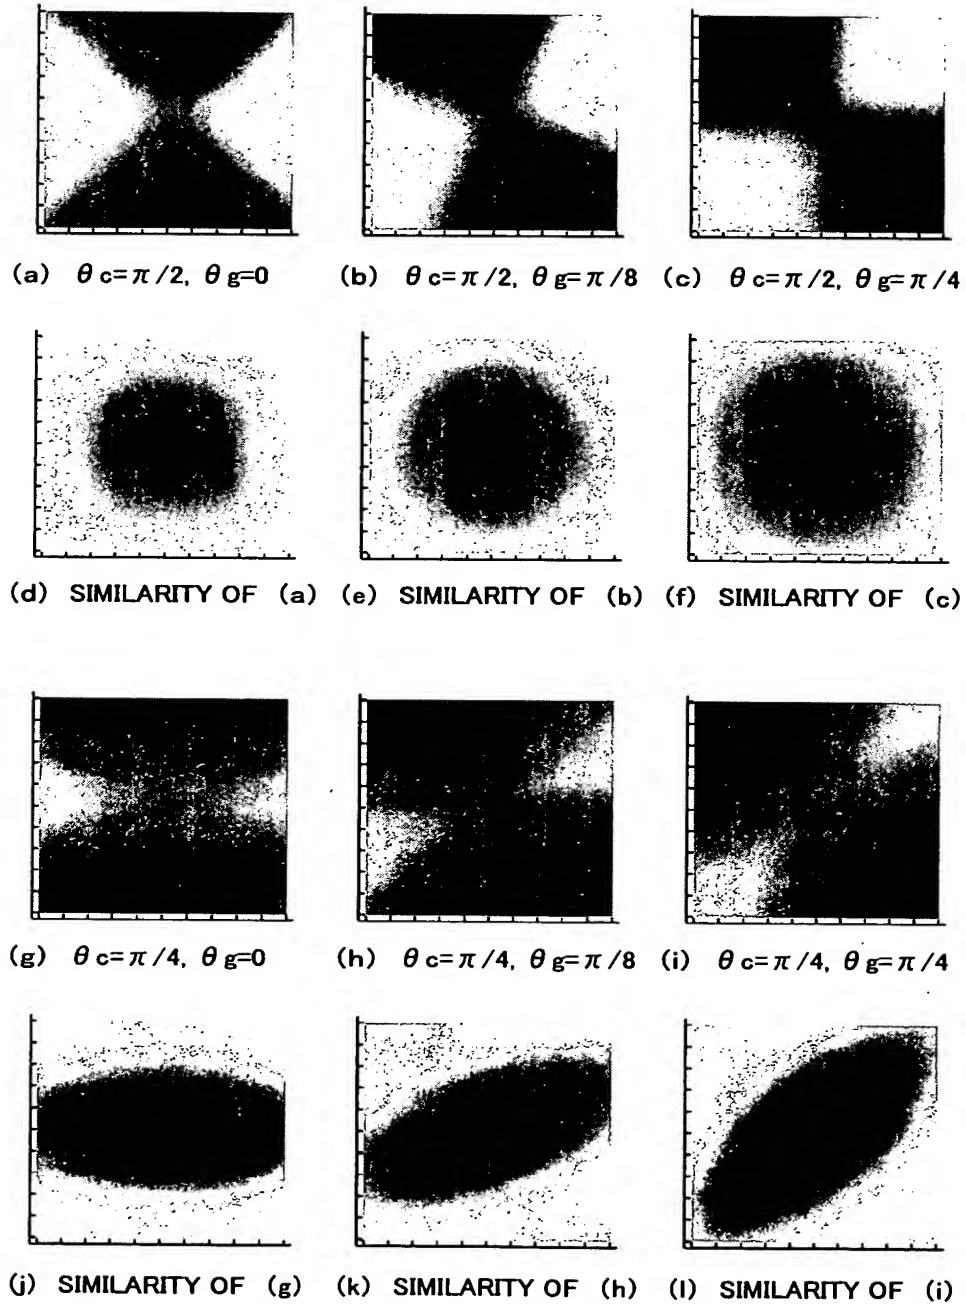 (a) θc=π/2, θg=0
(b) θc=π/2, θg=π/8
(c) θc=π/2, θg=π/4
(d) SIMILARITY OF (a)
(e) SIMILARITY OF (b)
(f) SIMILARITY OF (c)
(g) θc=π/4, θg=0
(h) θc=π/4, θg=π/8
(i) θc=π/4, θg=π/4
(j) SIMILARITY OF (g)
(k) SIMILARITY OF (h)
(l) SIMILARITY OF (i)